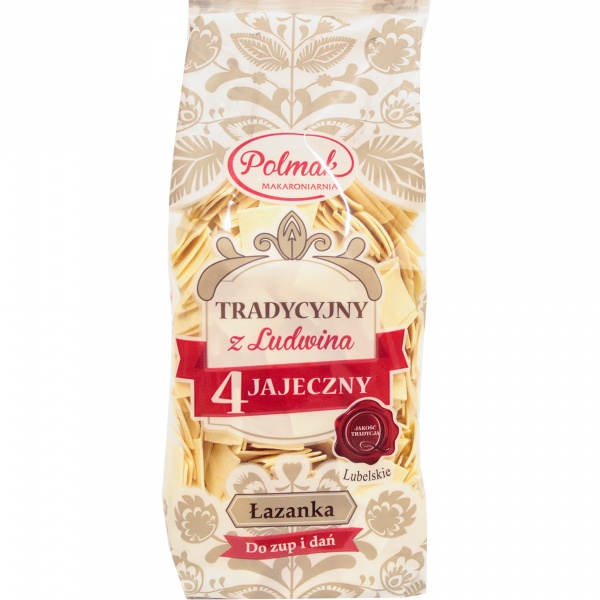 Polmak
MAKARONIARNIA
TRADYCYJNY
z Ludwina
4 JAJECZNY
JAKOŚĆ
TRADYCJA
Lubelskie
Łazanka
Do zup i dań